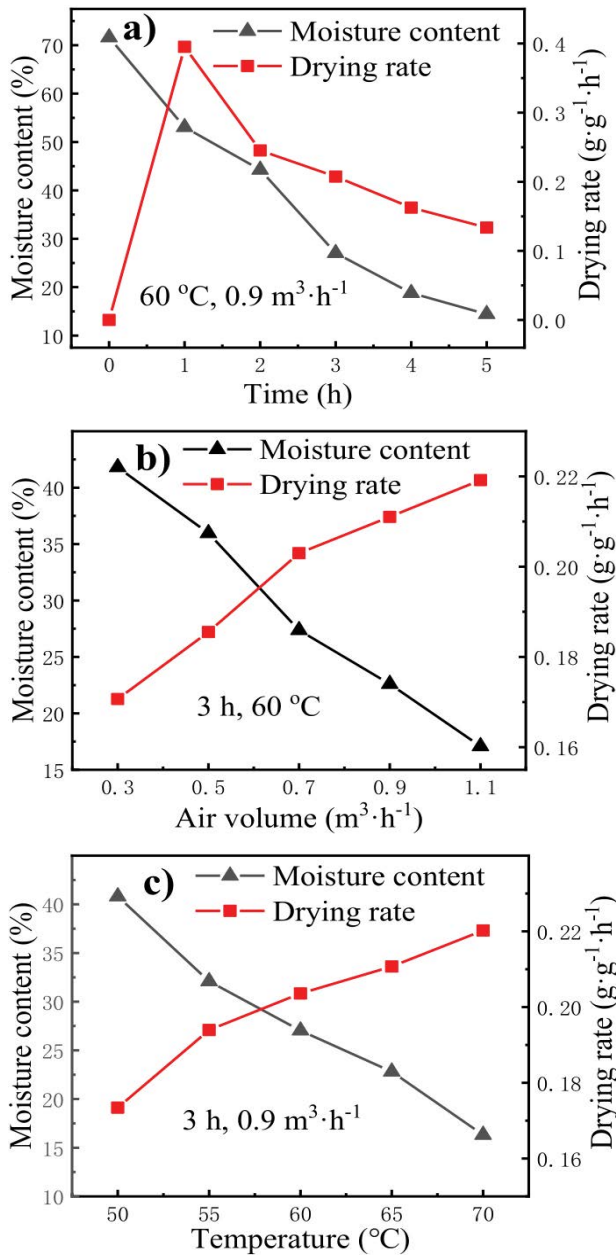 a)
Moisture content
Drying rate
Moisture content (%)
70
60
50
40
30
20
10
Drying rate (g·g⁻¹·h⁻¹)
0.4
0.3
0.2
0.1
0.0
60 °C, 0.9 m³·h⁻¹
0 1 2 3 4 5
Time (h)
b)
Moisture content
Drying rate
Moisture content (%)
40
35
30
25
20
15
Drying rate (g·g⁻¹·h⁻¹)
0.22
0.20
0.18
0.16
3 h, 60 °C
0.3 0.5 0.7 0.9 1.1
Air volume (m³·h⁻¹)
c)
Moisture content
Drying rate
Moisture content (%)
40
35
30
25
20
15
10
Drying rate (g·g⁻¹·h⁻¹)
0.22
0.20
0.18
0.16
3 h, 0.9 m³·h⁻¹
50 55 60 65 70
Temperature (°C)